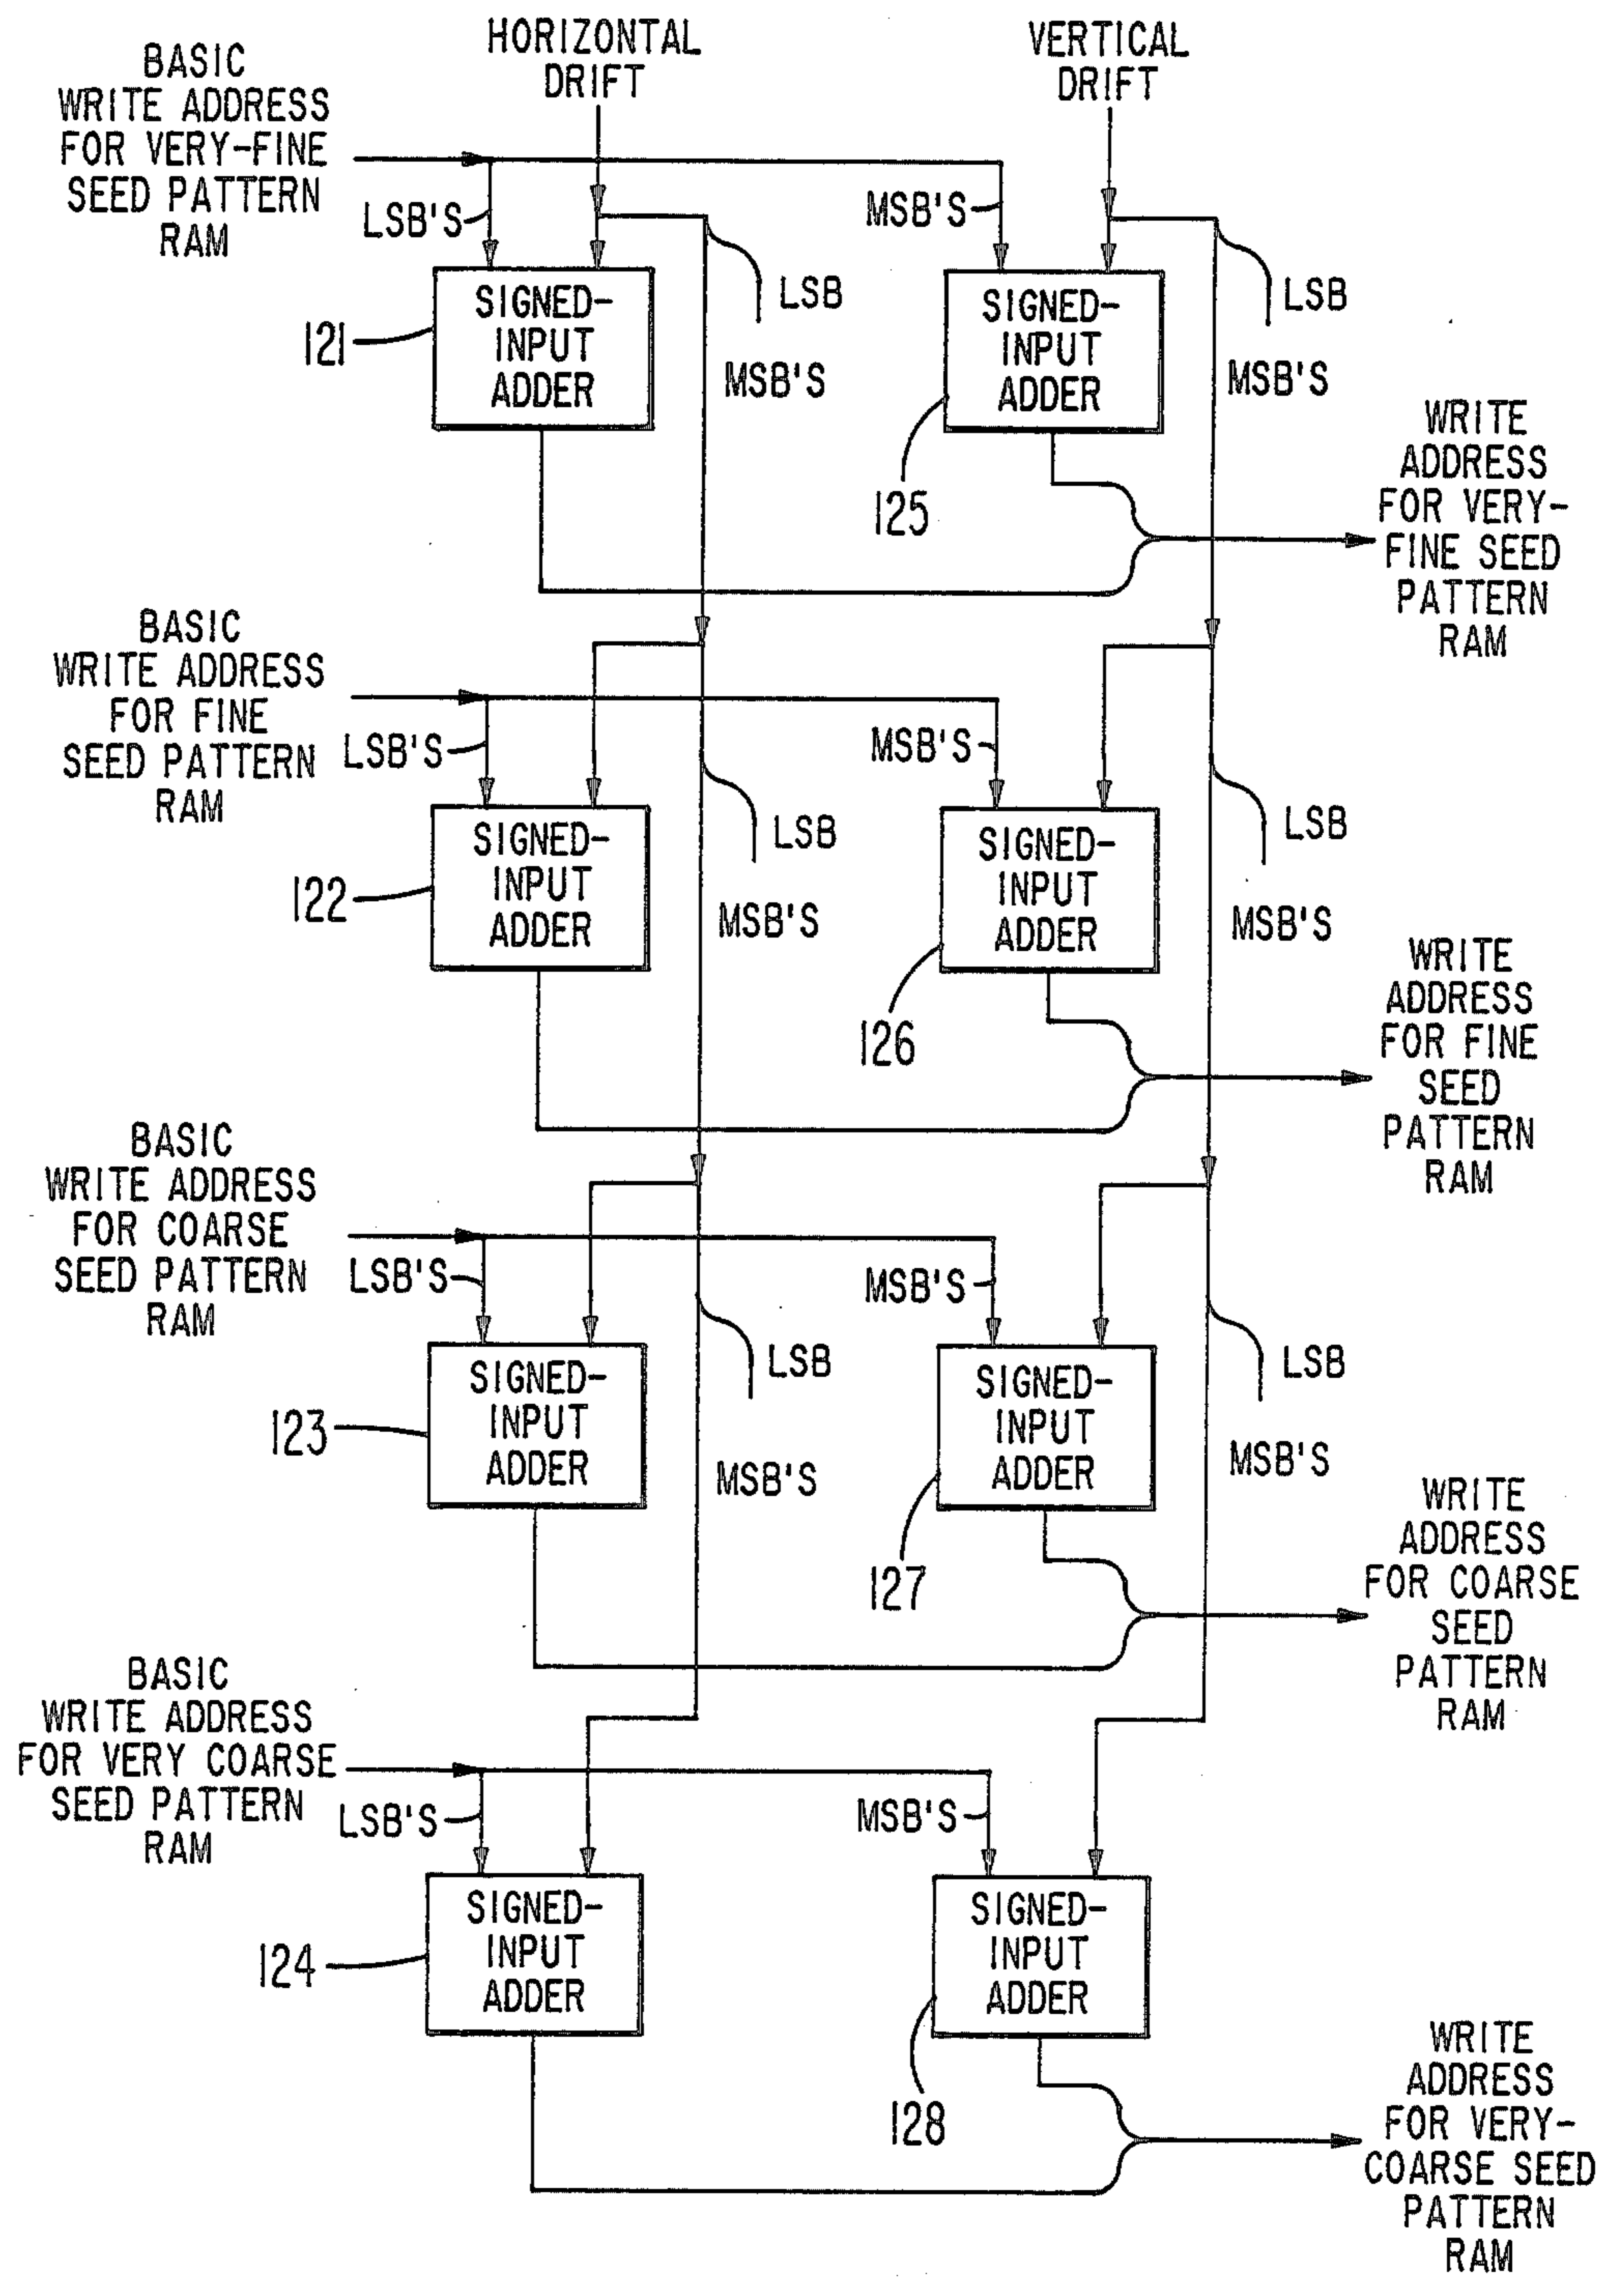 HORIZONTAL
DRIFT
VERTICAL
DRIFT
BASIC
WRITE ADDRESS
FOR VERY-FINE
SEED PATTERN
RAM
LSB'S
MSB'S
LSB
LSB
SIGNED-
INPUT
ADDER
121
MSB'S
SIGNED-
INPUT
ADDER
125
MSB'S
WRITE
ADDRESS
FOR VERY-
FINE SEED
PATTERN
RAM
BASIC
WRITE ADDRESS
FOR FINE
SEED PATTERN
RAM
LSB'S
MSB'S
LSB
LSB
SIGNED-
INPUT
ADDER
122
MSB'S
SIGNED-
INPUT
ADDER
126
MSB'S
WRITE
ADDRESS
FOR FINE
SEED
PATTERN
RAM
BASIC
WRITE ADDRESS
FOR COARSE
SEED PATTERN
RAM
LSB'S
MSB'S
LSB
LSB
SIGNED-
INPUT
ADDER
123
MSB'S
SIGNED-
INPUT
ADDER
127
MSB'S
WRITE
ADDRESS
FOR COARSE
SEED
PATTERN
RAM
BASIC
WRITE ADDRESS
FOR VERY COARSE
SEED PATTERN
RAM
LSB'S
MSB'S
SIGNED-
INPUT
ADDER
124
SIGNED-
INPUT
ADDER
128
WRITE
ADDRESS
FOR VERY-
COARSE SEED
PATTERN
RAM